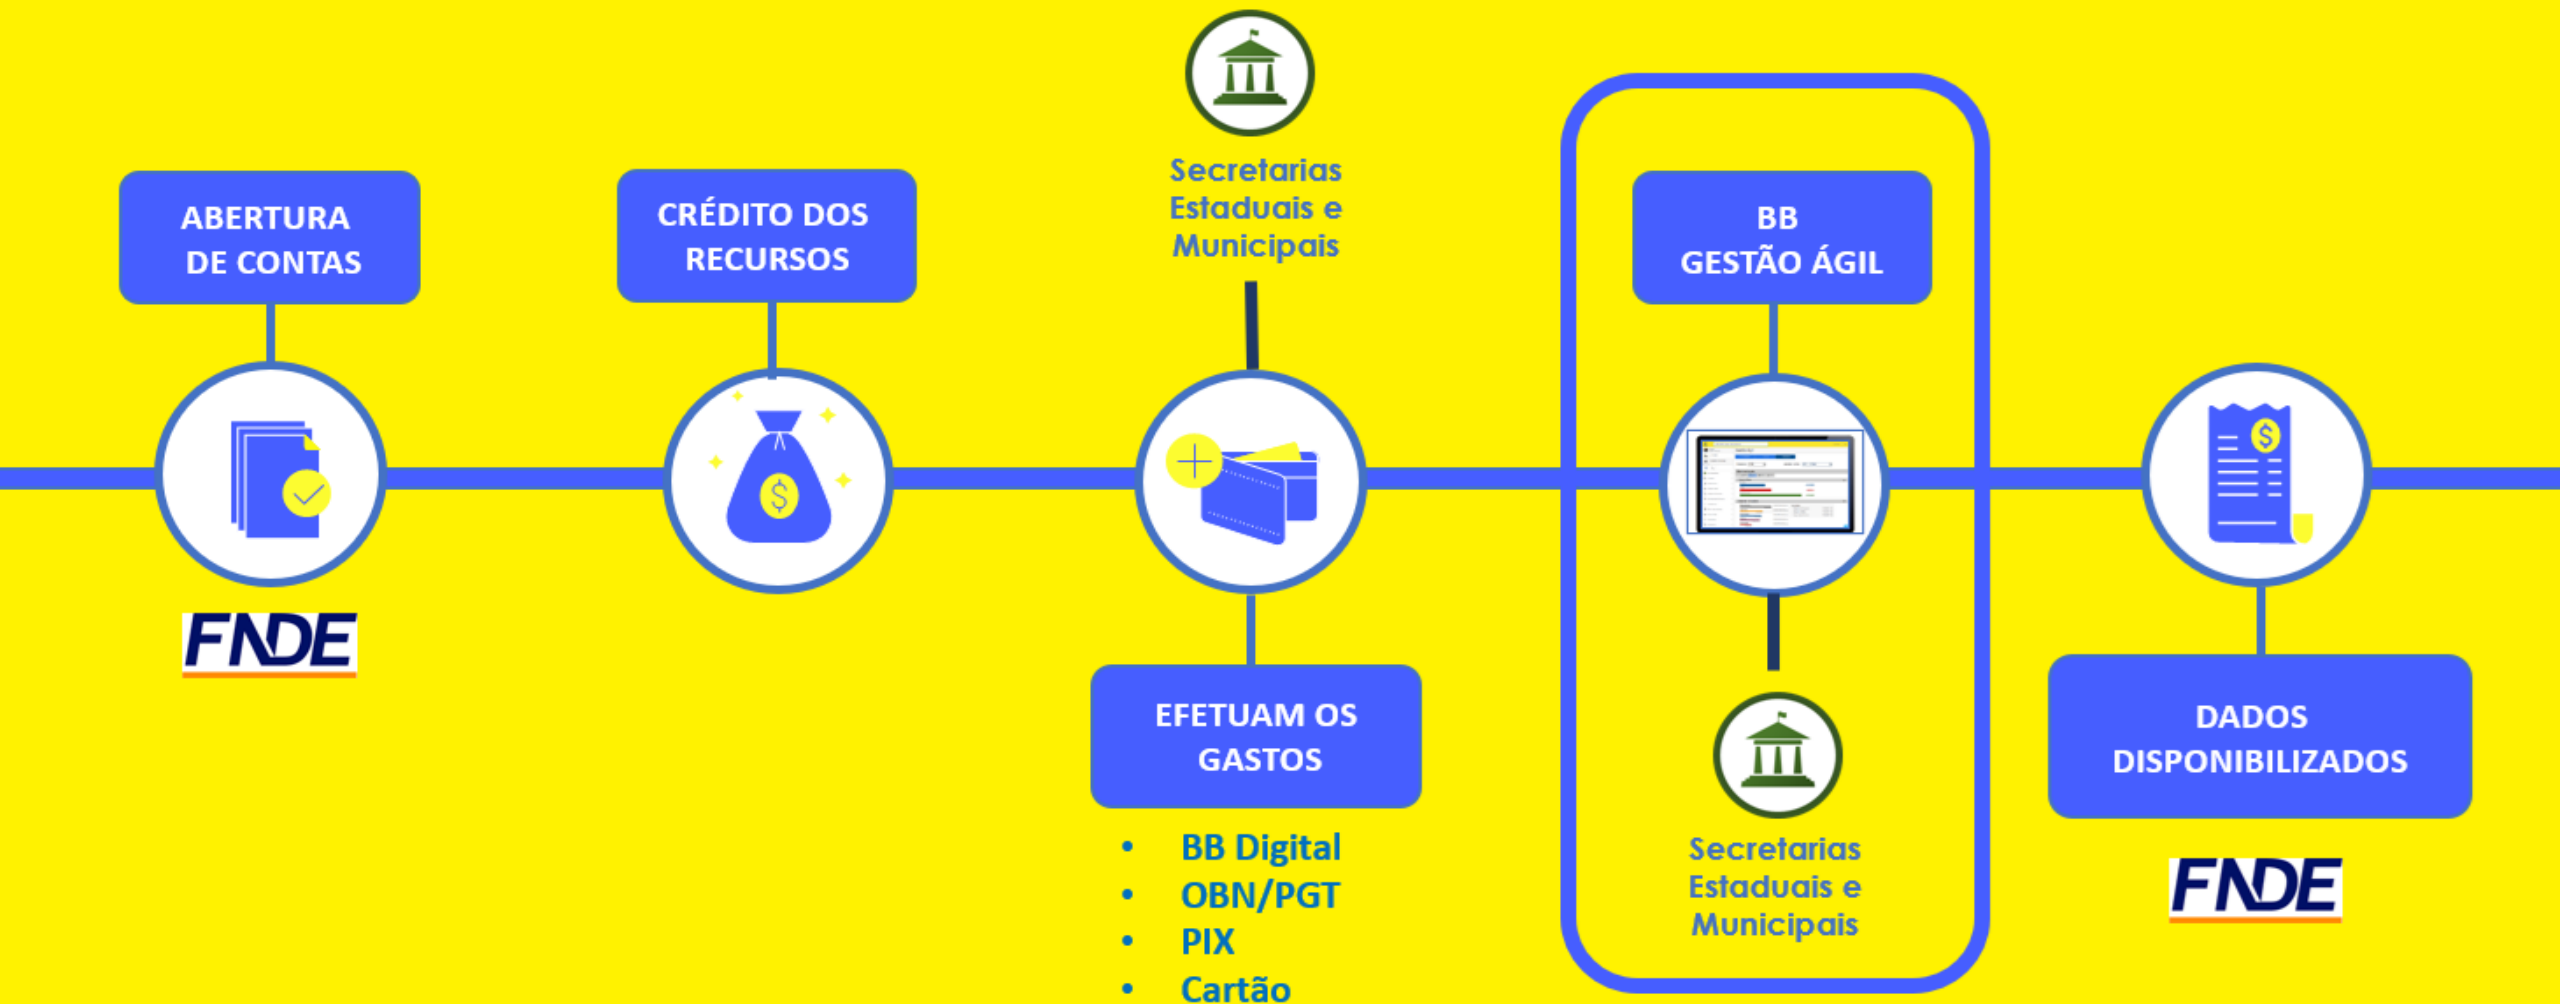 ABERTURA
DE CONTAS
FNDE
CRÉDITO DOS
RECURSOS
$
Secretarias
Estaduais e
Municipais
EFETUAM OS
GASTOS
• BB Digital
• OBN/PGT
• PIX
• Cartão
BB
GESTÃO ÁGIL
Secretarias
Estaduais e
Municipais
$
DADOS
DISPONIBILIZADOS
FNDE